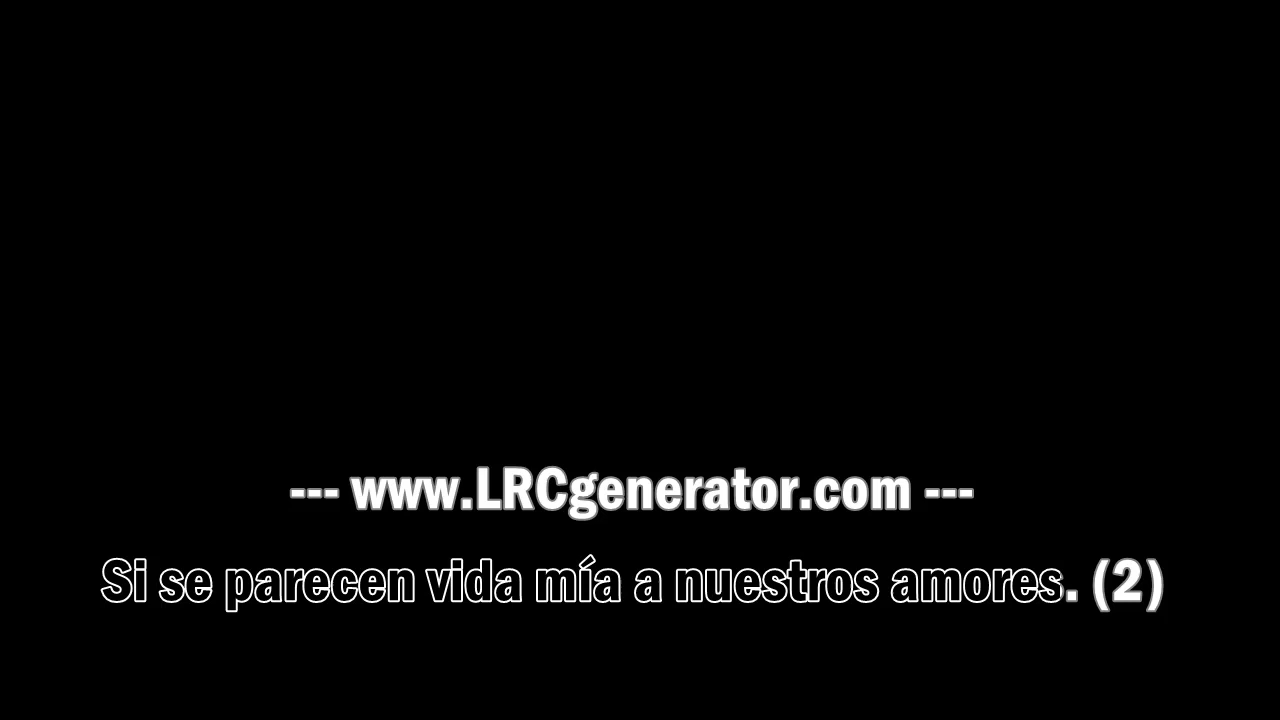 --- www.LRCgenerator.com ---
Si se parecen vida mía a nuestros amores. (2)